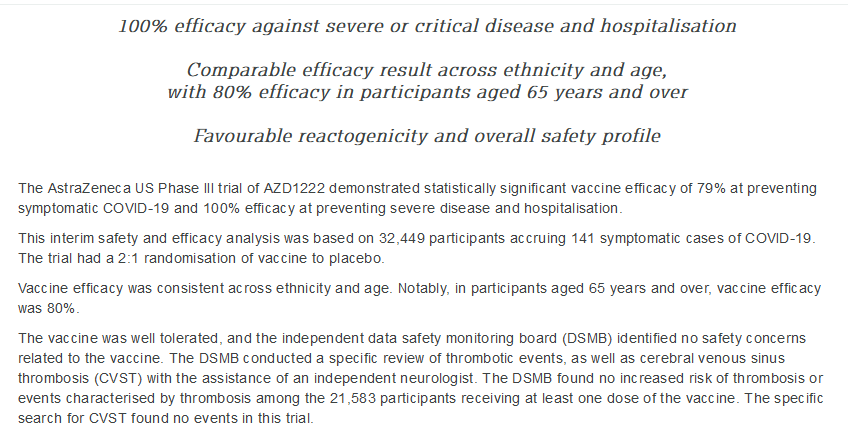 100% efficacy against severe or critical disease and hospitalisation
Comparable efficacy result across ethnicity and age,
with 80% efficacy in participants aged 65 years and over
Favourable reactogenicity and overall safety profile
The AstraZeneca US Phase III trial of AZD1222 demonstrated statistically significant vaccine efficacy of 79% at preventing
symptomatic COVID-19 and 100% efficacy at preventing severe disease and hospitalisation.
This interim safety and efficacy analysis was based on 32,449 participants accruing 141 symptomatic cases of COVID-19.
The trial had a 2:1 randomisation of vaccine to placebo.
Vaccine efficacy was consistent across ethnicity and age. Notably, in participants aged 65 years and over, vaccine efficacy
was 80%.
The vaccine was well tolerated, and the independent data safety monitoring board (DSMB) identified no safety concerns
related to the vaccine. The DSMB conducted a specific review of thrombotic events, as well as cerebral venous sinus
thrombosis (CVST) with the assistance of an independent neurologist. The DSMB found no increased risk of thrombosis or
events characterised by thrombosis among the 21,583 participants receiving at least one dose of the vaccine. The specific
search for CVST found no events in this trial.